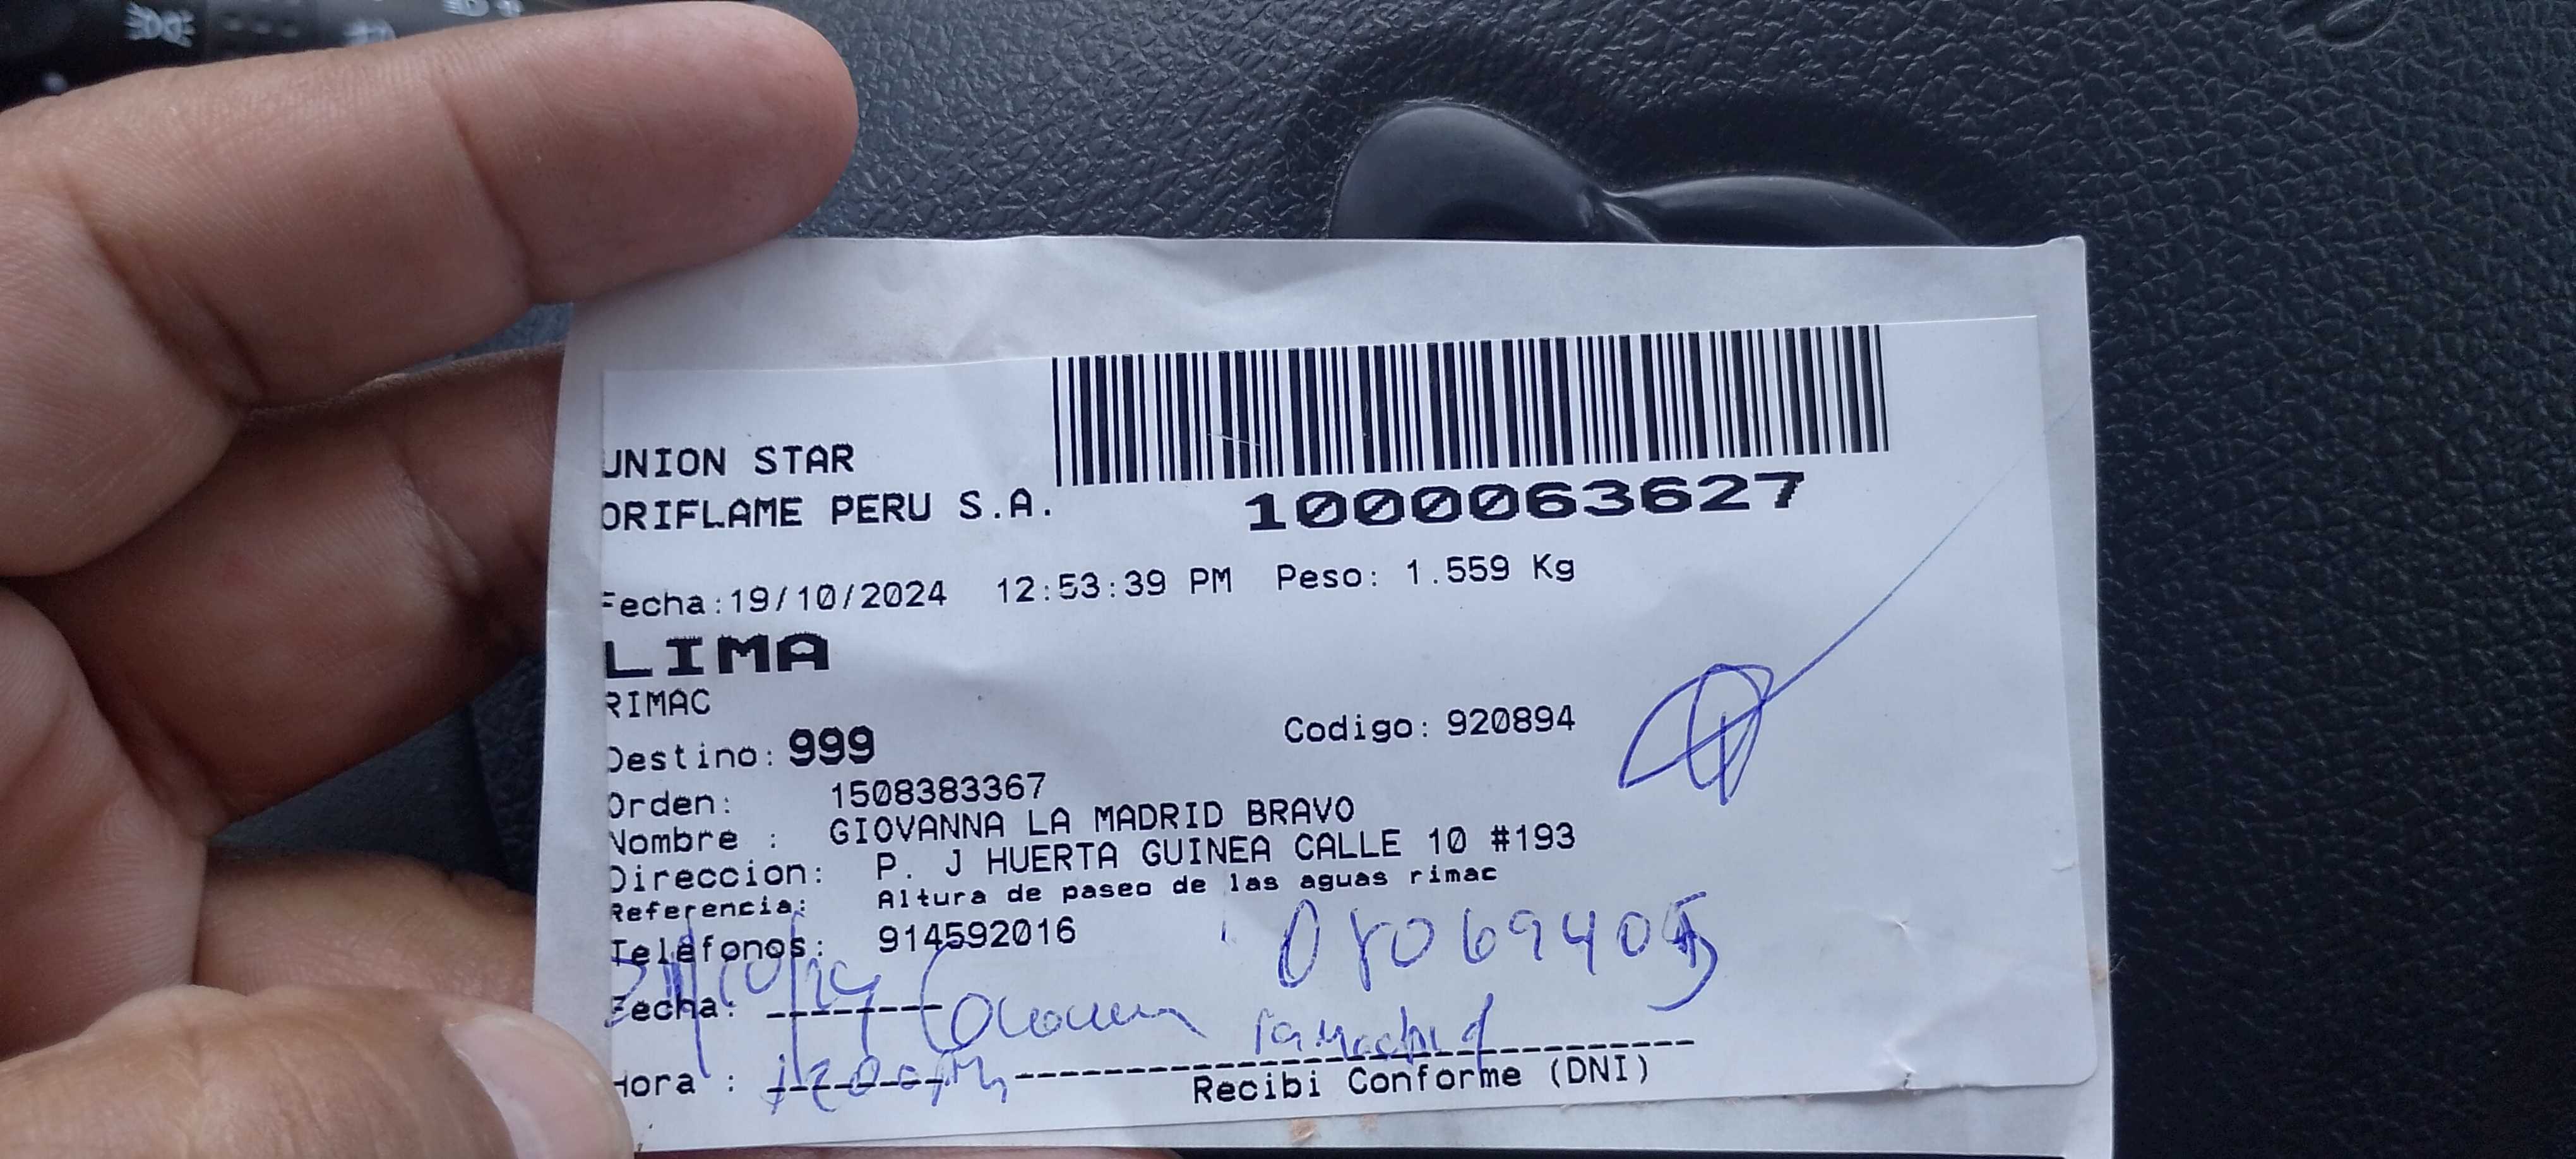 UNION STAR
ORIFLAME PERU S.A.
1000063627
Fecha:19/10/2024 12:53:39 PM Peso: 1.559 Kg
LIMA
RIMAC
Destino: 999 Codigo: 920894
Orden: 1508383367
Nombre : GIOVANNA LA MADRID BRAVO
Direccion: P. J HUERTA GUINEA CALLE 10 #193
Referencia: Altura de paseo de las aguas rimac
Telefonos: 914592016
08069405
Fecha:
Hora :
Recibi Conforme (DNI)